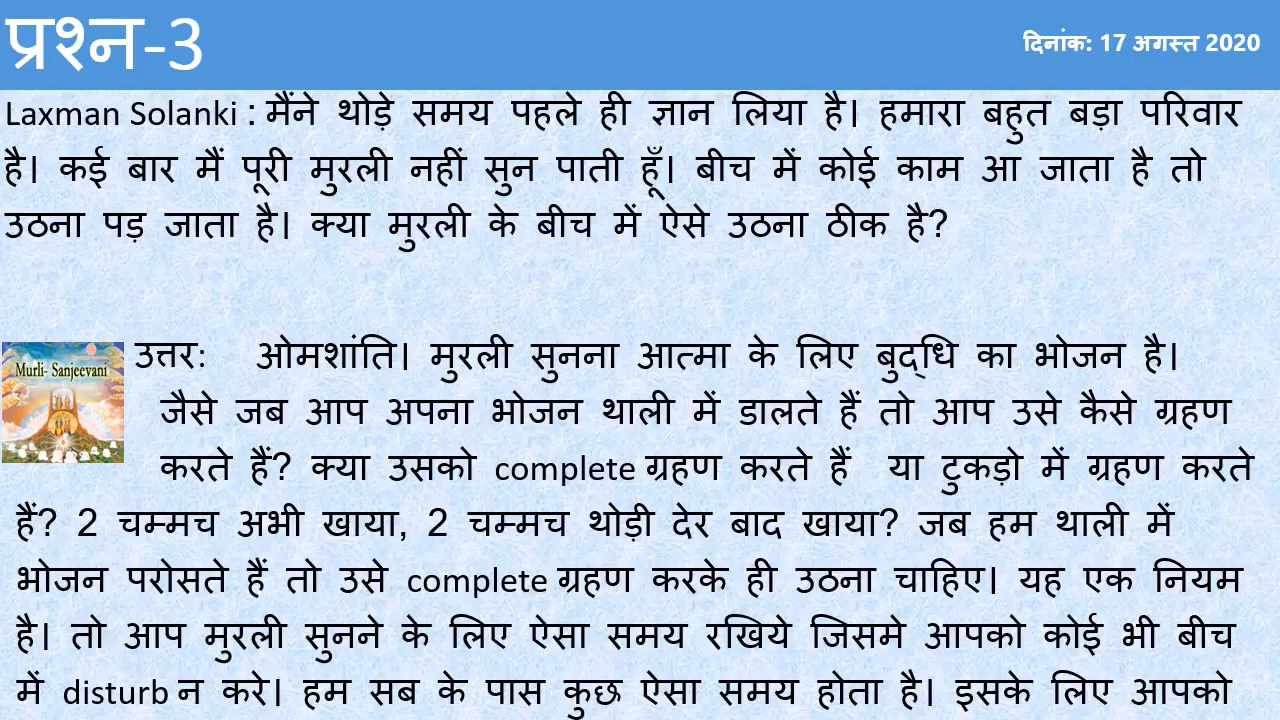 प्रश्न-3
दिनांक: 17 अगस्त 2020
Laxman Solanki : मैंने थोड़े समय पहले ही ज्ञान लिया है। हमारा बहुत बड़ा परिवार
है। कई बार मैं पूरी मुरली नहीं सुन पाती हूँ। बीच में कोई काम आ जाता है तो
उठना पड़ जाता है। क्या मुरली के बीच में ऐसे उठना ठीक है?
Murli- Sanjeevani
उत्तर: ओमशांति। मुरली सुनना आत्मा के लिए बुद्धि का भोजन है।
जैसे जब आप अपना भोजन थाली में डालते हैं तो आप उसे कैसे ग्रहण
करते हैं? क्या उसको complete ग्रहण करते हैं या टुकड़ो में ग्रहण करते
हैं? 2 चम्मच अभी खाया, 2 चम्मच थोड़ी देर बाद खाया? जब हम थाली में
भोजन परोसते हैं तो उसे complete ग्रहण करके ही उठना चाहिए। यह एक नियम
है। तो आप मुरली सुनने के लिए ऐसा समय रखिये जिसमे आपको कोई भी बीच
में disturb न करे। हम सब के पास कुछ ऐसा समय होता है। इसके लिए आपको